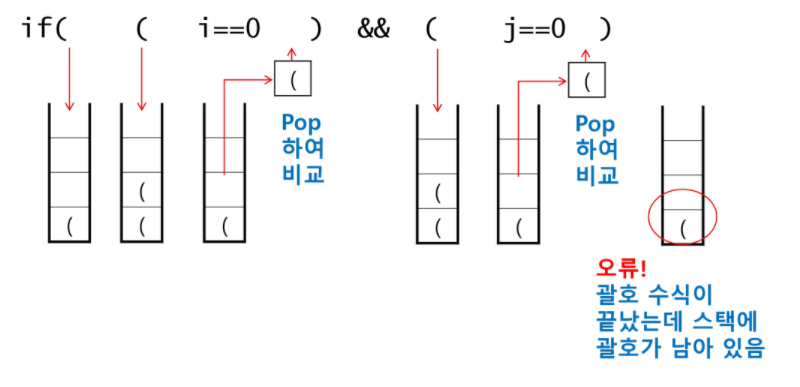 if( ( i==0 ) && ( j==0 )
( (
Pop
하여
비교
Pop
하여
비교
( (
( ( ( ( ( (
오류!
괄호 수식이
끝났는데 스택에
괄호가 남아 있음